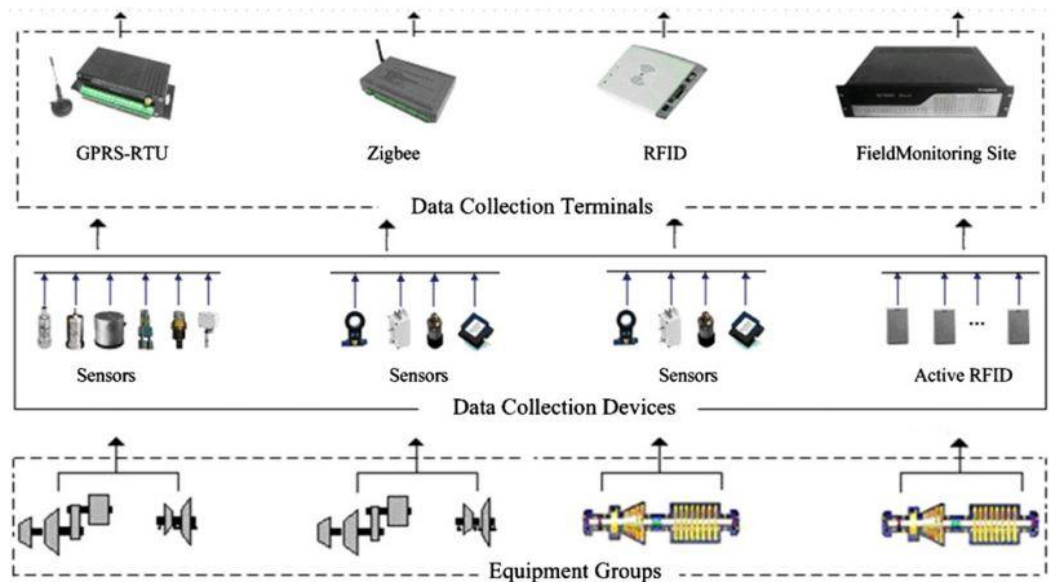 GPRS-RTU
Zigbee
RFID
FieldMonitoring Site
Data Collection Terminals
Sensors
Sensors
Sensors
Active RFID
Data Collection Devices
Equipment Groups